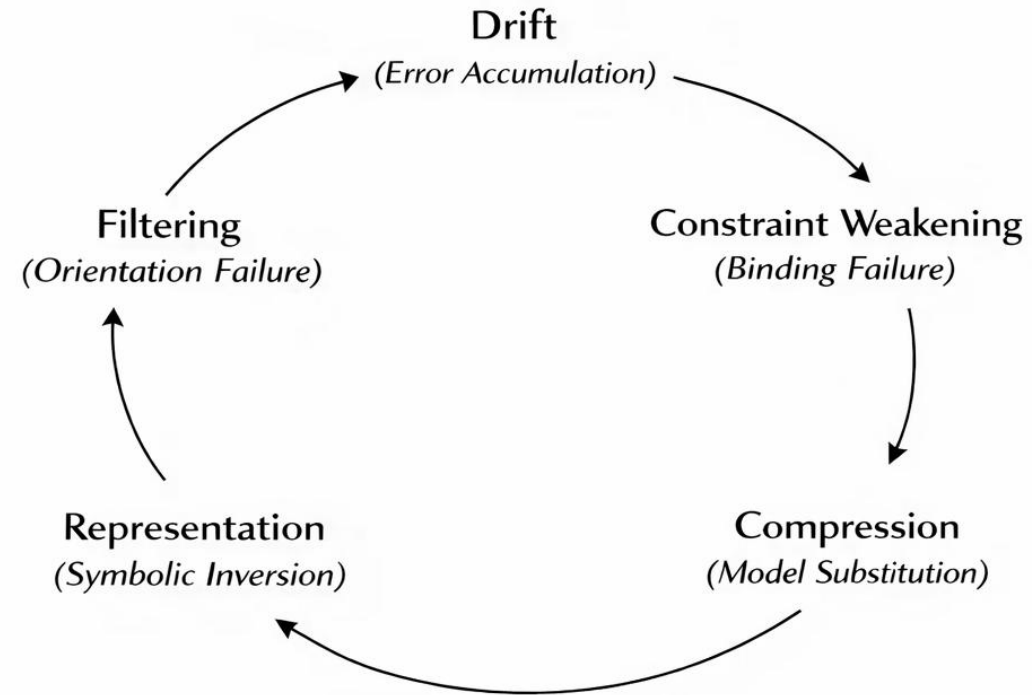 Drift
(Error Accumulation)
Constraint Weakening
(Binding Failure)
Compression
(Model Substitution)
Representation
(Symbolic Inversion)
Filtering
(Orientation Failure)